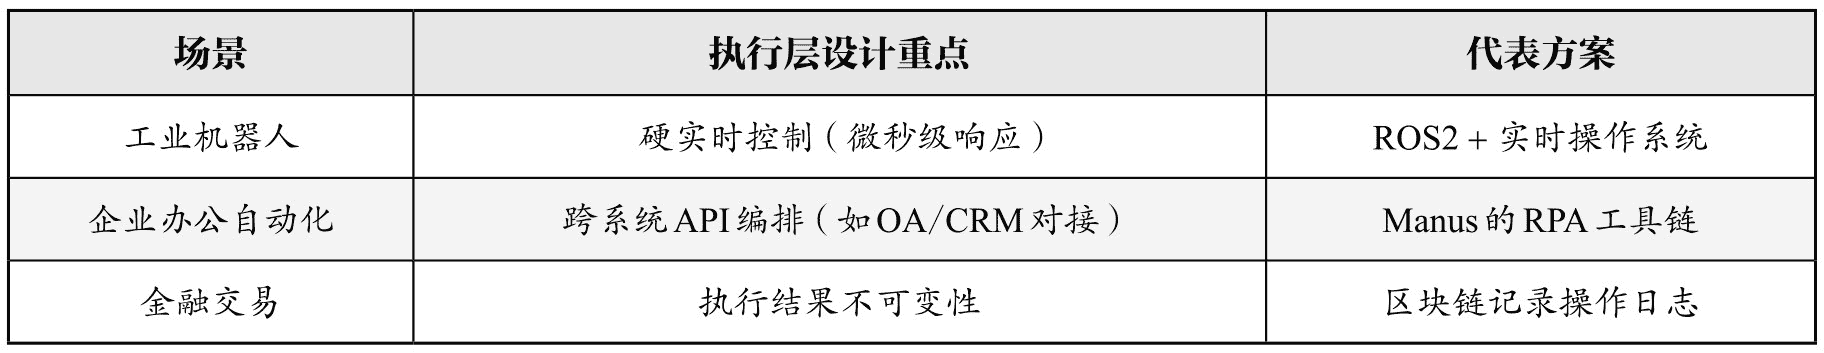 场景 执行层设计重点 代表方案
工业机器人 硬实时控制（微秒级响应） ROS2 + 实时操作系统
企业办公自动化 跨系统API编排（如OA/CRM对接） Manus的RPA工具链
金融交易 执行结果不可变性 区块链记录操作日志